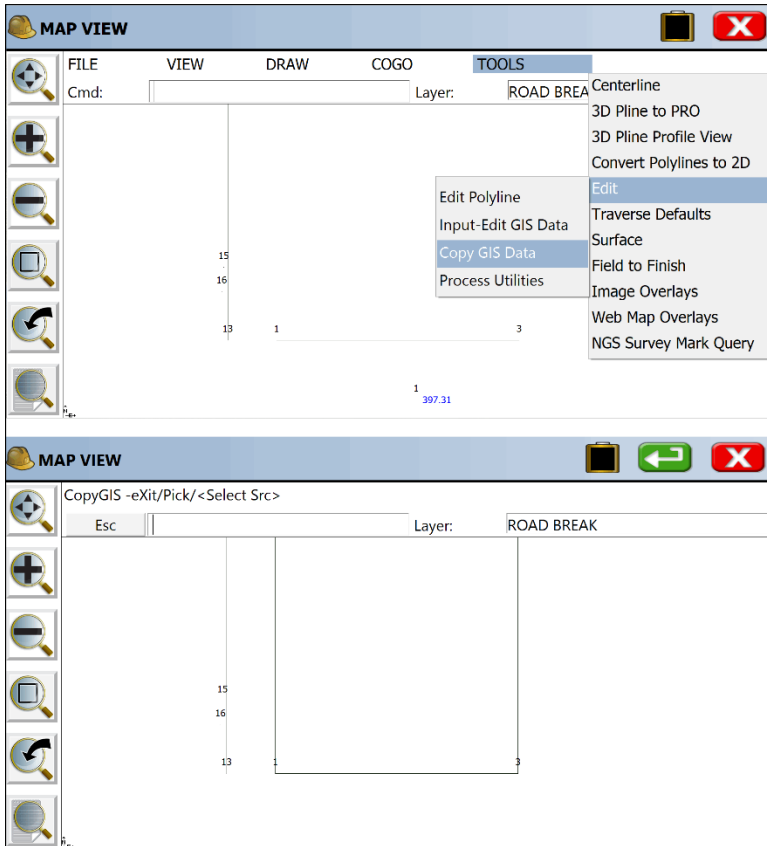 MAP VIEW
FILE VIEW DRAW COGO TOOLS
Cmd: Layer: ROAD BREA
Centerline
3D Pline to PRO
3D Pline Profile View
Convert Polylines to 2D
Edit
Traverse Defaults
Surface
Field to Finish
Image Overlays
Web Map Overlays
NGS Survey Mark Query
Edit Polyline
Input-Edit GIS Data
Copy GIS Data
Process Utilities
15
16
13 1 3
1
397.31
MAP VIEW
CopyGIS -eXit/Pick/<Select Src>
Esc Layer: ROAD BREAK
15
16
13 1 3